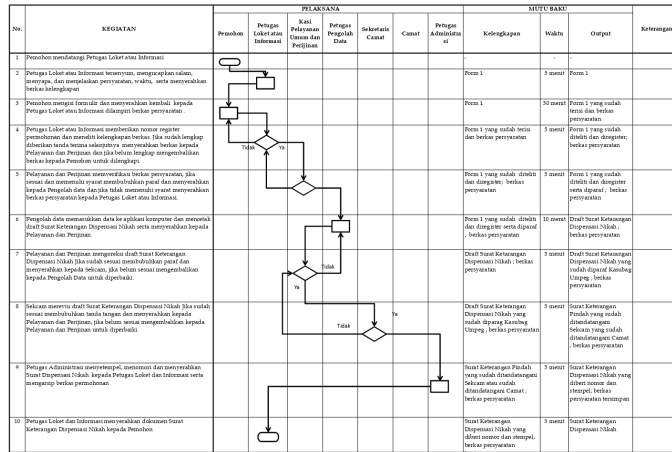 PELAKSANA
MUTU BAKU
No.
KEGIATAN
Pemohon
Petugas
Loket atau
Informasi
Kasi
Pelayanan
Umum dan
Perijinan
Petugas
Pengolah
Data
Sekretaris
Camat
Camat
Petugas
Administra
si
Kelengkapan
Waktu
Output
Keterangan
1
Pemohon mendatangi Petugas Loket atau Informasi
-
-
-
2
Petugas Loket atau Informasi tersenyum, mengucapkan salam,
menyapa, dan menjelaskan persyaratan, waktu, serta menyerahkan
berkas kelengkapan
Form 1
5 menit
Form 1
3
Pemohon mengisi formulir dan menyerahkan kembali kepada
Petugas Loket atau Informasi dilampiri berkas persyaratan .
Form 1
30 menit
Form 1 yang sudah
terisi dan berkas
persyaratan
4
Petugas Loket atau Informasi memberikan nomor register
permohonan dan meneliti kelengkapan berkas. Jika sudah lengkap
diberikan tanda terima selanjutnya menyerahkan berkas kepada
Pelayanan dan Perijinan dan jika belum lengkap mengembalikan
berkas kepada Pemohon untuk dilengkapi.
Tidak
Ya
Form 1 yang sudah terisi
dan berkas persyaratan
5 menit
Form 1 yang sudah
diteliti dan diregister
; berkas persyaratan
5
Pelayanan dan Perijinan memverifikasi berkas persyaratan, jika
sesuai dan memenuhi syarat membubuhkan paraf dan menyerahkan
kepada Pengolah data dan jika tidak memenuhi syarat menyerahkan
berkas persyaratan kepada Petugas Loket atau Informasi.
Form 1 yang sudah diteliti
dan diregister; berkas
persyaratan
5 menit
Form 1 yang sudah
diteliti dan diregister
serta diparaf ; berkas
persyaratan
6
Pengolah data memasukkan data ke aplikasi komputer dan mencetak
draft Surat Keterangan Dispensasi Nikah serta menyerahkan kepada
Pelayanan dan Perijinan.
Form 1 yang sudah diteliti
dan diregister serta diparaf
; berkas persyaratan
10 menit
Draft Surat Keterangan
Dispensasi Nikah ;
berkas persyaratan
7
Pelayanan dan Perijinan mengoreksi draft Surat Keterangan
Dispensasi Nikah Jika sudah sesuai membubuhkan paraf dan
menyerahkan kepada Sekcam, jika belum sesuai mengembalikan
kepada Pengolah Data untuk diperbaiki.
Tidak
Ya
Draft Surat Keterangan
Dispensasi Nikah ; berkas
persyaratan
5 menit
Draft Surat Keterangan
Dispensasi Nikah yang
sudah diparaf Kasubag
Umpeg ; berkas
persyaratan
8
Sekcam mereviu draft Surat Keterangan Dispensasi Nikah Jika sudah
sesuai membubuhkan tanda tangan dan menyerahkan kepada
Pelayanan dan Perijinan, jika belum sesuai mengembalikan kepada
Pelayanan dan Perijinan untuk diperbaiki.
Tidak
Ya
Draft Surat Keterangan
Dispensasi Nikah yang
sudah diparag Kasubag
Umpeg ; berkas persyaratan
5 menit
Surat Keterangan
Pindah yang sudah
ditandatangani
Sekcam yang sudah
ditandatangani Camat
; berkas persyaratan
9
Petugas Administrasi menyetempel, menomori dan menyerahkan
Surat Dispensasi Nikah kepada Petugas Loket dan Informasi serta
mengarsip berkas permohonan
Surat Keterangan Pindah
yang sudah ditandatangani
Sekcam atau sudah
ditandatangani Camat ;
berkas persyaratan
5 menit
Surat Keterangan
Dispensasi Nikah yang
diberi nomor dan
stempel; berkas
persyaratan tersimpan
10
Petugas Loket dan Informasi menyerahkan dokumen Surat
Keterangan Dispensasi Nikah kepada Pemohon
Surat Keterangan
Dispensasi Nikah yang
diberi nomor dan stempel;
berkas persyaratan
5 menit
Surat Keterangan
Dispensasi Nikah